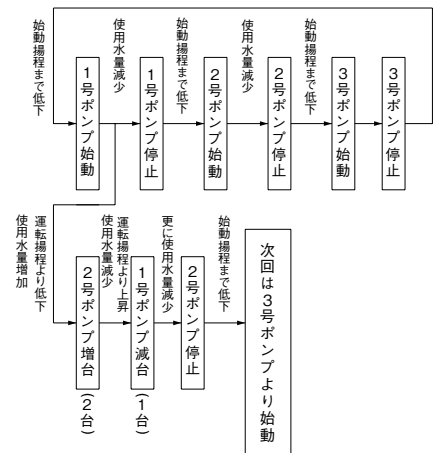 始動揚程まで低下
1号ポンプ始動
使用水量減少
1号ポンプ停止
始動揚程まで低下
2号ポンプ始動
使用水量減少
2号ポンプ停止
始動揚程まで低下
3号ポンプ始動
3号ポンプ停止
運転揚程より低下
使用水量増加
2号ポンプ増台(2台)
運転揚程より上昇
使用水量減少
1号ポンプ減台(1台)
更に使用水量減少
2号ポンプ停止
始動揚程まで低下
次回は3号ポンプより始動